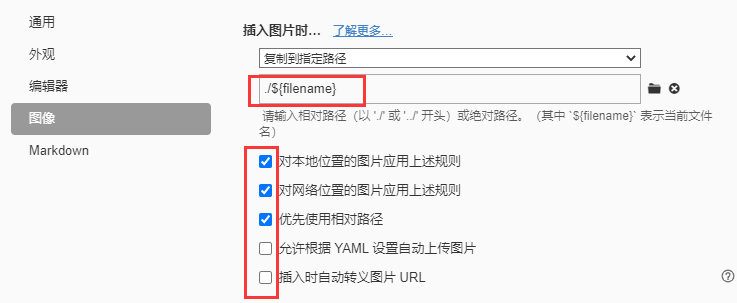 通用
外观
编辑器
图像
Markdown
插入图片时... 了解更多...
复制到指定路径
./${filename}
请输入相对路径（以 './' 或 '../' 开头）或绝对路径。（其中 `${filename}` 表示当前文件
名）
对本地位置的图片应用上述规则
对网络位置的图片应用上述规则
优先使用相对路径
允许根据 YAML 设置自动上传图片
插入时自动转义图片 URL